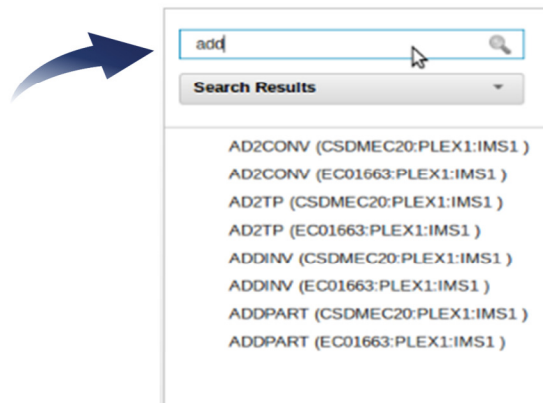 add
Search Results
AD2CONV (CSDMEC20:PLEX1:IMS1 )
AD2CONV (EC01663:PLEX1:IMS1 )
AD2TP (CSDMEC20:PLEX1:IMS1 )
AD2TP (EC01663:PLEX1:IMS1 )
ADDINV (CSDMEC20:PLEX1:IMS1 )
ADDINV (EC01663:PLEX1:IMS1 )
ADDPART (CSDMEC20:PLEX1:IMS1 )
ADDPART (EC01663:PLEX1:IMS1 )